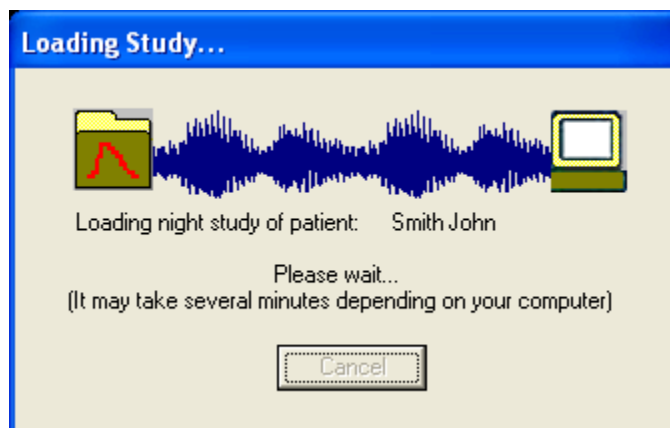 Loading Study...
Loading night study of patient: Smith John
Please wait...
(It may take several minutes depending on your computer)
Cancel